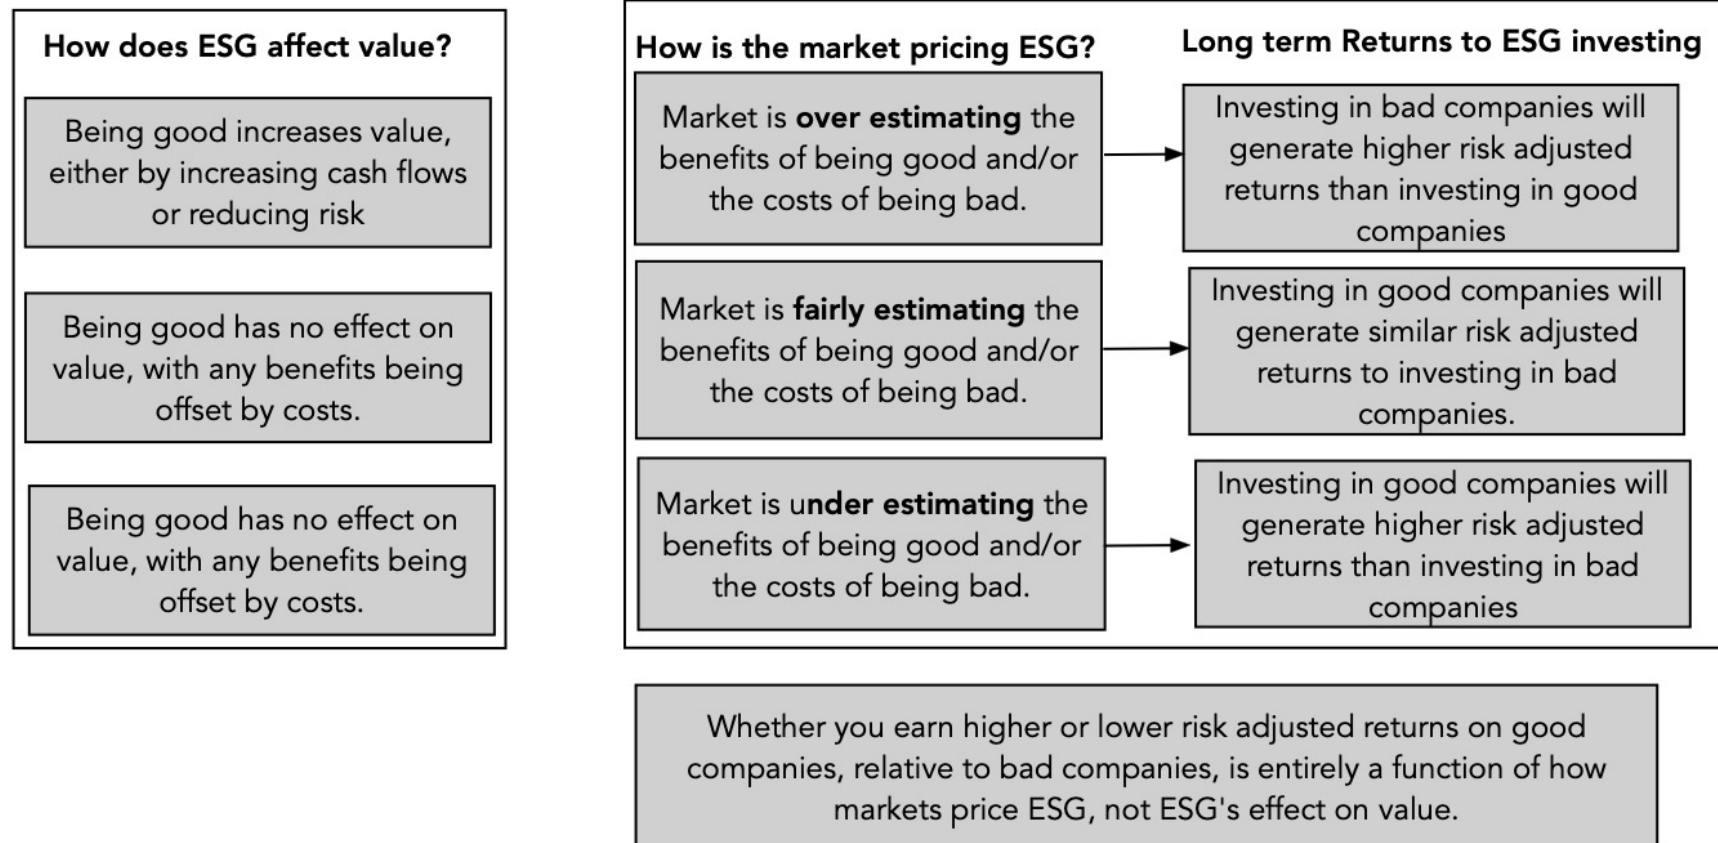 How does ESG affect value?
Being good increases value,
either by increasing cash flows
or reducing risk
Being good has no effect on
value, with any benefits being
offset by costs.
Being good has no effect on
value, with any benefits being
offset by costs.
How is the market pricing ESG?
Long term Returns to ESG investing
Market is over estimating the
benefits of being good and/or
the costs of being bad.
Investing in bad companies will
generate higher risk adjusted
returns than investing in good
companies
Market is fairly estimating the
benefits of being good and/or
the costs of being bad.
Investing in good companies will
generate similar risk adjusted
returns to investing in bad
companies.
Market is under estimating the
benefits of being good and/or
the costs of being bad.
Investing in good companies will
generate higher risk adjusted
returns than investing in bad
companies
Whether you earn higher or lower risk adjusted returns on good
companies, relative to bad companies, is entirely a function of how
markets price ESG, not ESG's effect on value.